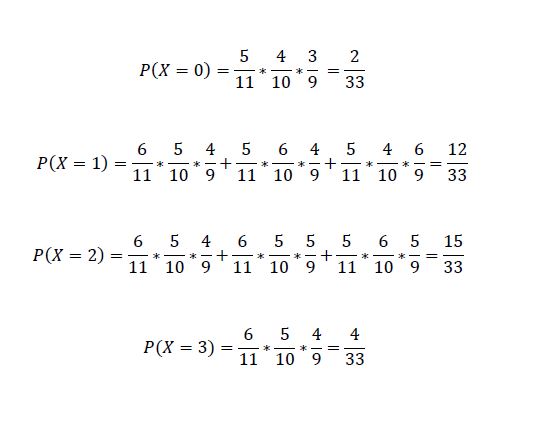 P(X = 0) = 5/11 * 4/10 * 3/9 = 2/33
P(X = 1) = 6/11 * 5/10 * 4/9 + 5/11 * 6/10 * 4/9 + 5/11 * 4/10 * 6/9 = 12/33
P(X = 2) = 6/11 * 5/10 * 4/9 + 6/11 * 5/10 * 5/9 + 5/11 * 6/10 * 5/9 = 15/33
P(X = 3) = 6/11 * 5/10 * 4/9 = 4/33